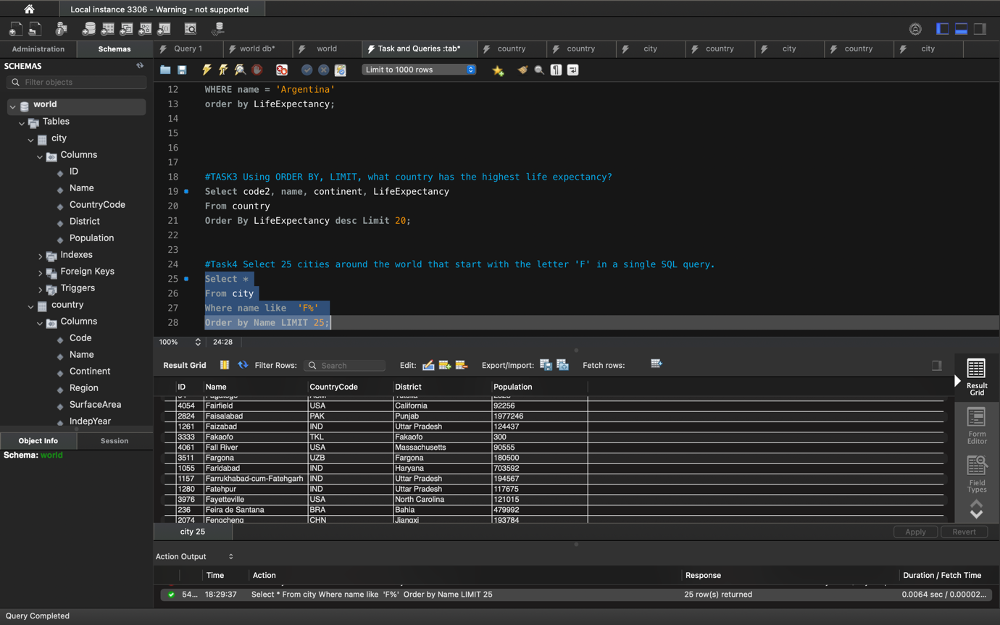 Local instance 3306 - Warning - not supported
Administration
Schemas
Query 1
world db*
world
Task and Queries :tab*
country
country
city
country
city
country
city
SCHEMAS
Filter objects
Limit to 1000 rows
world
Tables
city
Columns
ID
Name
CountryCode
District
Population
Indexes
Foreign Keys
Triggers
country
Columns
Code
Name
Continent
Region
SurfaceArea
IndepYear
Object Info
Session
Schema: world
12 WHERE name = 'Argentina'
13 order by LifeExpectancy;
14
15
16
17
18 #TASK3 Using ORDER BY, LIMIT, what country has the highest life expectancy?
19 Select code2, name, continent, LifeExpectancy
20 From country
21 Order By LifeExpectancy desc Limit 20;
22
23
24 #Task4 Select 25 cities around the world that start with the letter 'F' in a single SQL query.
25 Select *
26 From city
27 Where name like  'F%'
28 Order by Name LIMIT 25;
100% 24:28
Result Grid Filter Rows: Search Edit: Export/Import: Fetch rows:
ID Name CountryCode District Population
4054 Fairfield USA California 92256
2824 Faisalabad PAK Punjab 1977246
1261 Faizabad IND Uttar Pradesh 124437
3333 Fakaofo TKL Fakaofo 300
4061 Fall River USA Massachusetts 90555
3511 Fargona UZB Fargona 180500
1055 Faridabad IND Haryana 703592
1157 Farrukhabad-cum-Fatehgarh IND Uttar Pradesh 194567
1280 Fatehpur IND Uttar Pradesh 117675
3976 Fayetteville USA North Carolina 121015
236 Feira de Santana BRA Bahia 479992
2074 Fengcheng CHN Jiangxi 193784
Result
Grid
Form
Editor
Field
Types
city 25
Apply
Revert
Action Output
Time Action Response Duration / Fetch Time
54... 18:29:37 Select * From city Where name like  'F%'  Order by Name LIMIT 25 25 row(s) returned 0.0064 sec / 0.00002...
Query Completed